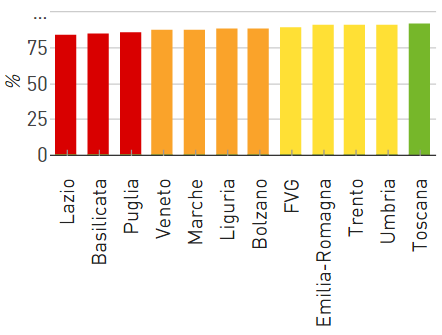 ...
75
50
25
0
%
Lazio
Basilicata
Puglia
Veneto
Marche
Liguria
Bolzano
FVG
Emilia-Romagna
Trento
Umbria
Toscana